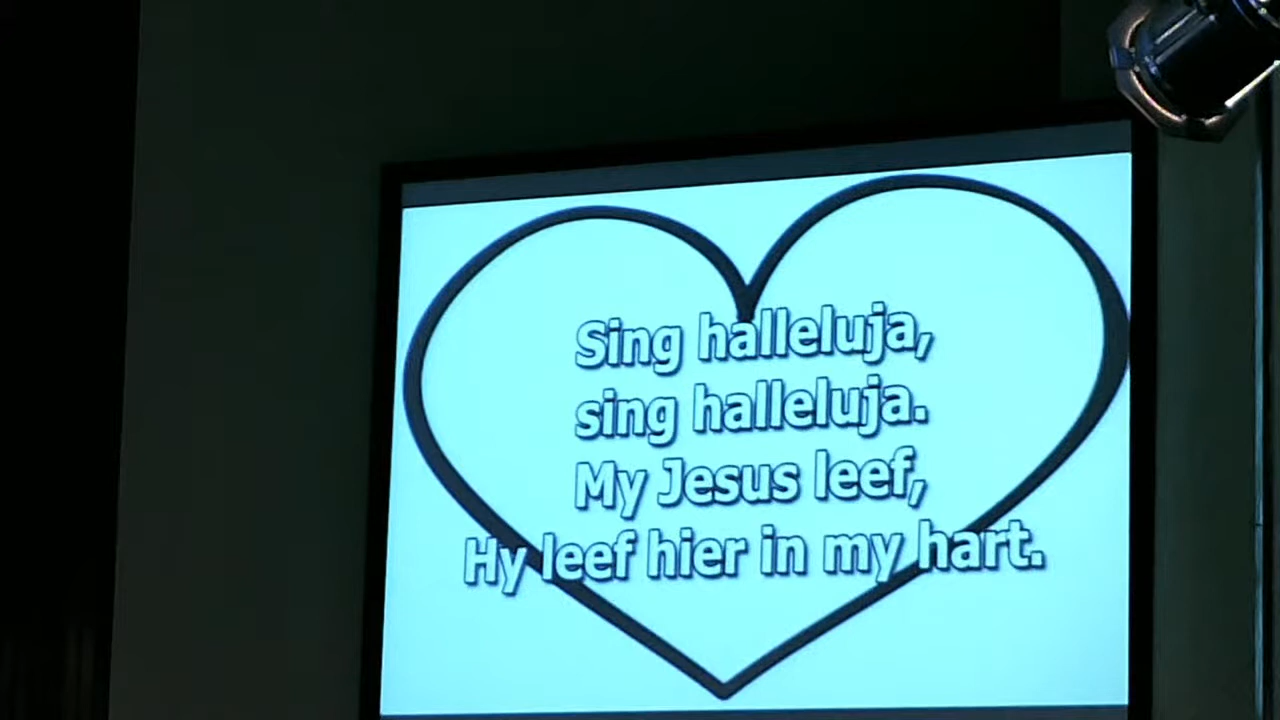 Sing halleluja,
sing halleluja.
My Jesus leef,
Hy leef hier in my hart.